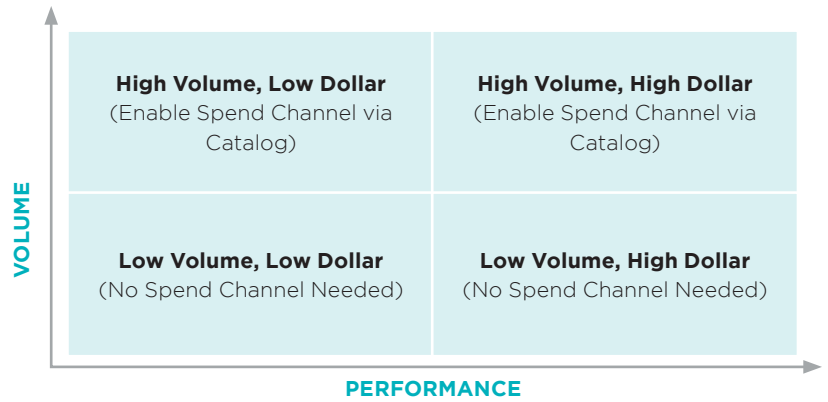 High Volume, Low Dollar
(Enable Spend Channel via
Catalog)
High Volume, High Dollar
(Enable Spend Channel via
Catalog)
Low Volume, Low Dollar
(No Spend Channel Needed)
Low Volume, High Dollar
(No Spend Channel Needed)
VOLUME
PERFORMANCE